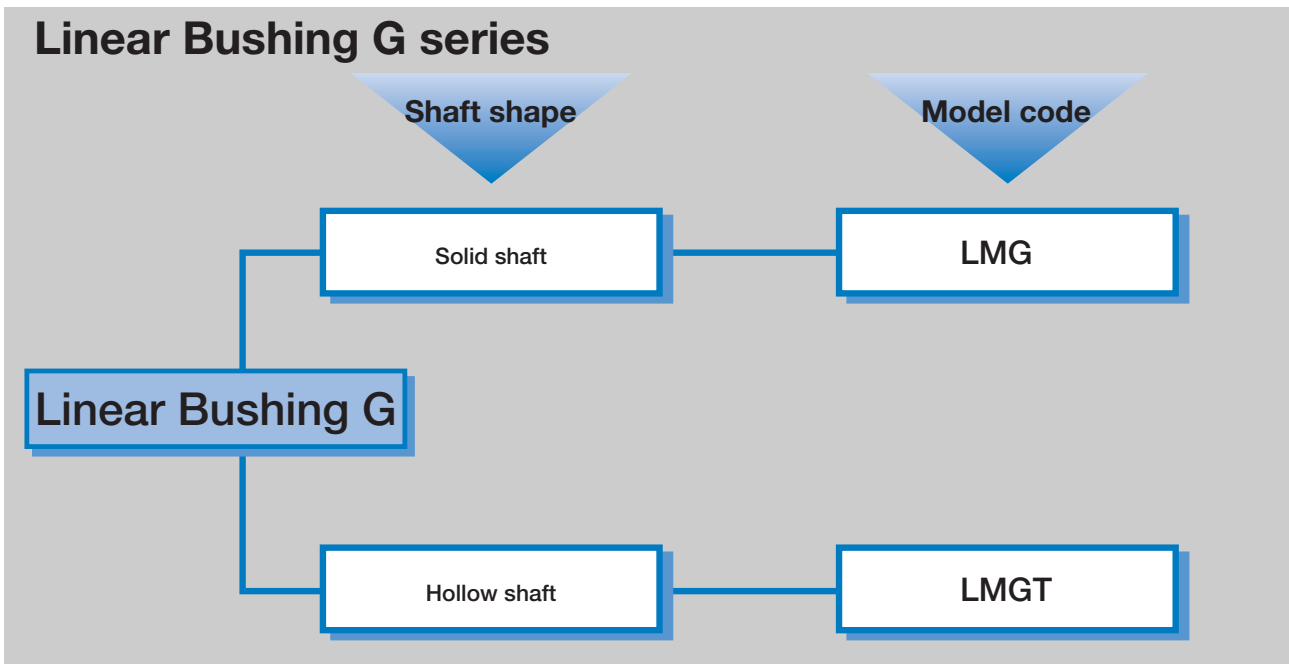 Linear Bushing G series
Shaft shape
Model code
Solid shaft
LMG
Linear Bushing G
Hollow shaft
LMGT